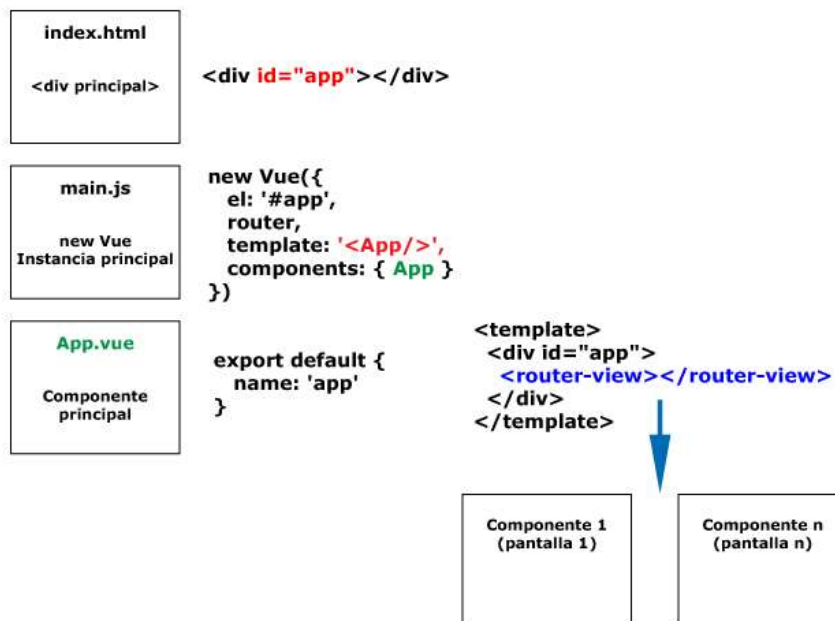 index.html
<div principal>
<div id="app"></div>
main.js
new Vue
Instancia principal
new Vue({
el: '#app',
router,
template: '<App/>',
components: { App }
})
App.vue
Componente
principal
export default {
name: 'app'
}
<template>
<div id="app">
<router-view></router-view>
</div>
</template>
Componente 1
(pantalla 1)
Componente n
(pantalla n)